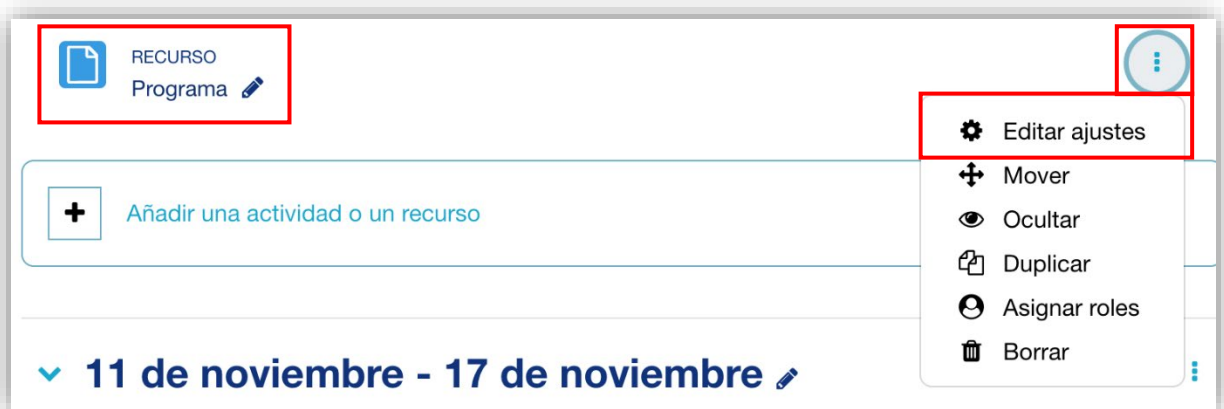 RECURSO
Programa
Editar ajustes
Mover
Añadir una actividad o un recurso
Ocultar
Duplicar
Asignar roles
Borrar
11 de noviembre - 17 de noviembre